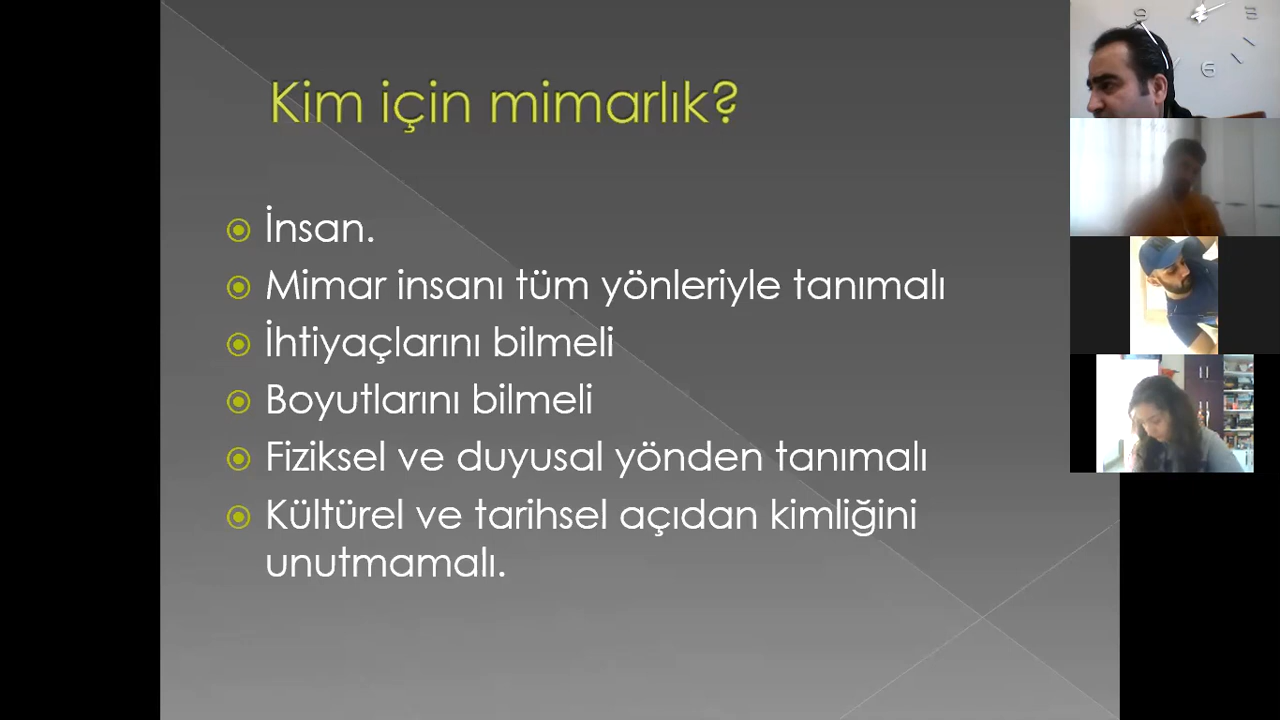 Kim için mimarlık?
İnsan.
Mimar insanı tüm yönleriyle tanımalı
İhtiyaçlarını bilmeli
Boyutlarını bilmeli
Fiziksel ve duyusal yönden tanımalı
Kültürel ve tarihsel açıdan kimliğini
unutmamalı.